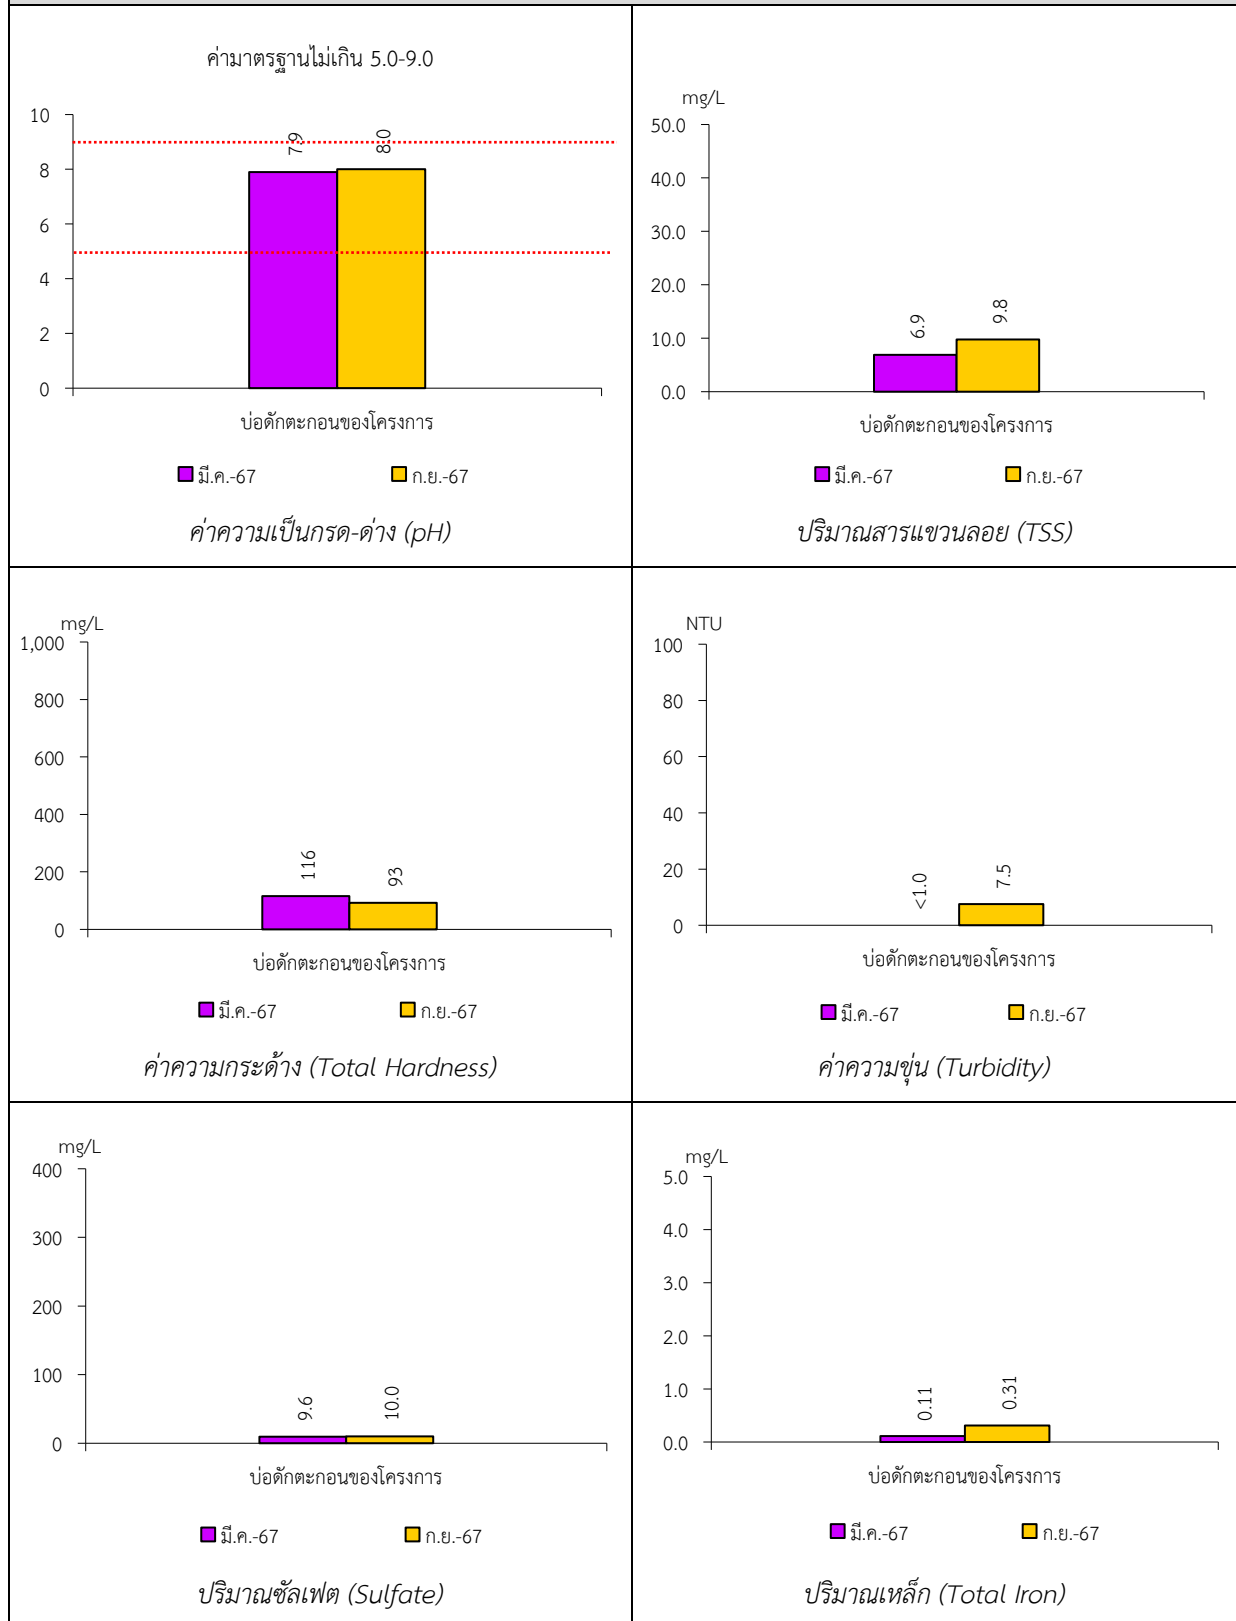 ค่ามาตรฐานไม่เกิน 5.0-9.0
10
8
6
4
2
0
7.9
8.0
บ่อดักตะกอนของโครงการ
มี.ค.-67
ก.ย.-67
ค่าความเป็นกรด-ด่าง (pH)
mg/L
50.0
40.0
30.0
20.0
10.0
0.0
6.9
9.8
บ่อดักตะกอนของโครงการ
มี.ค.-67
ก.ย.-67
ปริมาณสารแขวนลอย (TSS)
mg/L
1,000
800
600
400
200
0
116
93
บ่อดักตะกอนของโครงการ
มี.ค.-67
ก.ย.-67
ค่าความกระด้าง (Total Hardness)
NTU
100
80
60
40
20
0
<1.0
7.5
บ่อดักตะกอนของโครงการ
มี.ค.-67
ก.ย.-67
ค่าความขุ่น (Turbidity)
mg/L
400
300
200
100
0
9.6
10.0
บ่อดักตะกอนของโครงการ
มี.ค.-67
ก.ย.-67
ปริมาณซัลเฟต (Sulfate)
mg/L
5.0
4.0
3.0
2.0
1.0
0.0
0.11
0.31
บ่อดักตะกอนของโครงการ
มี.ค.-67
ก.ย.-67
ปริมาณเหล็ก (Total Iron)